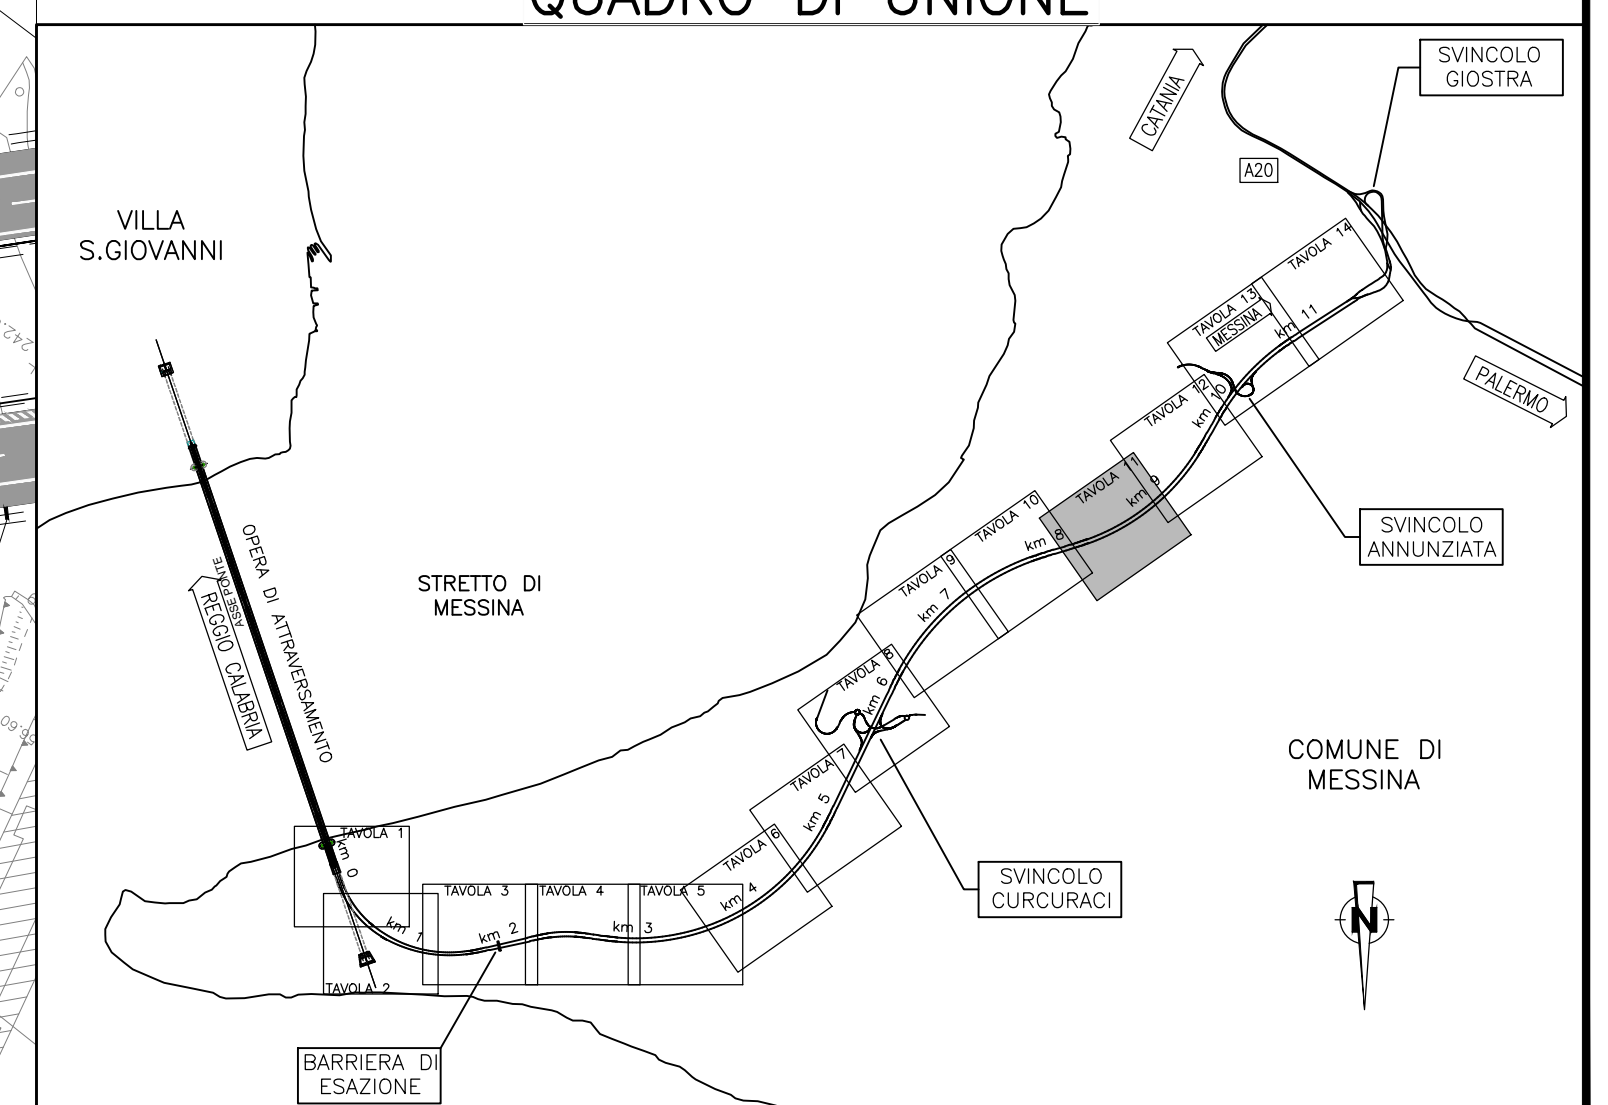 QUADRO DI UNIONE
SVINCOLO
GIOSTRA
CATANIA
A20
VILLA
S.GIOVANNI
TAVOLA 14
TAVOLA 13
MESSINA
km 11
PALERMO
TAVOLA 12
km 10
TAVOLA 11
km 9
SVINCOLO
ANNUNZIATA
TAVOLA 10
km 8
TAVOLA 9
km 7
OPERA DI ATTRAVERSAMENTO
ASSE PONTE
REGGIO CALABRIA
STRETTO DI
MESSINA
TAVOLA 8
km 6
COMUNE DI
MESSINA
TAVOLA 7
km 5
TAVOLA 6
km 4
TAVOLA 1
km 0
SVINCOLO
CURCURACI
TAVOLA 3
TAVOLA 4
TAVOLA 5
km 1
km 2
km 3
N
TAVOLA 2
BARRIERA DI
ESAZIONE
242.
56.60